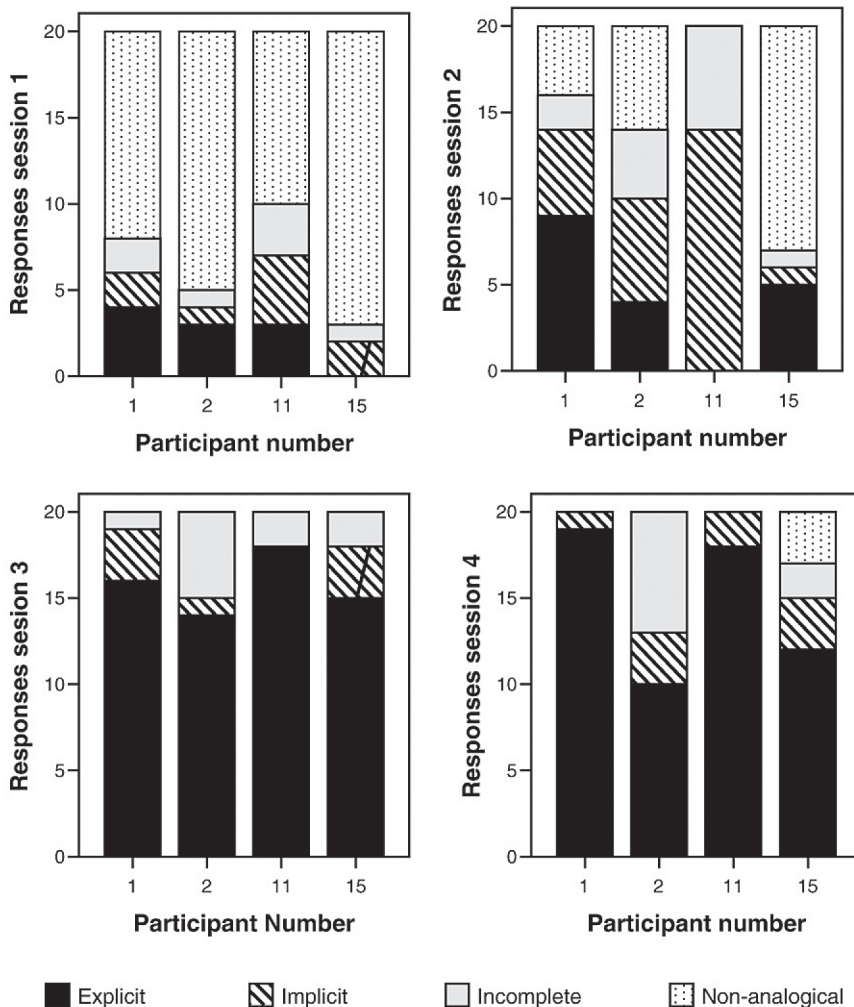 Responses session 1
20
15
10
5
0
1 2 11 15
Participant number
Responses session 2
20
15
10
5
0
1 2 11 15
Participant number
Responses sesion 3
20
15
10
5
0
1 2 11 15
Participant Number
Responses session 4
20
15
10
5
0
1 2 11 15
Participant number
Explicit Implicit Incomplete Non-analogical